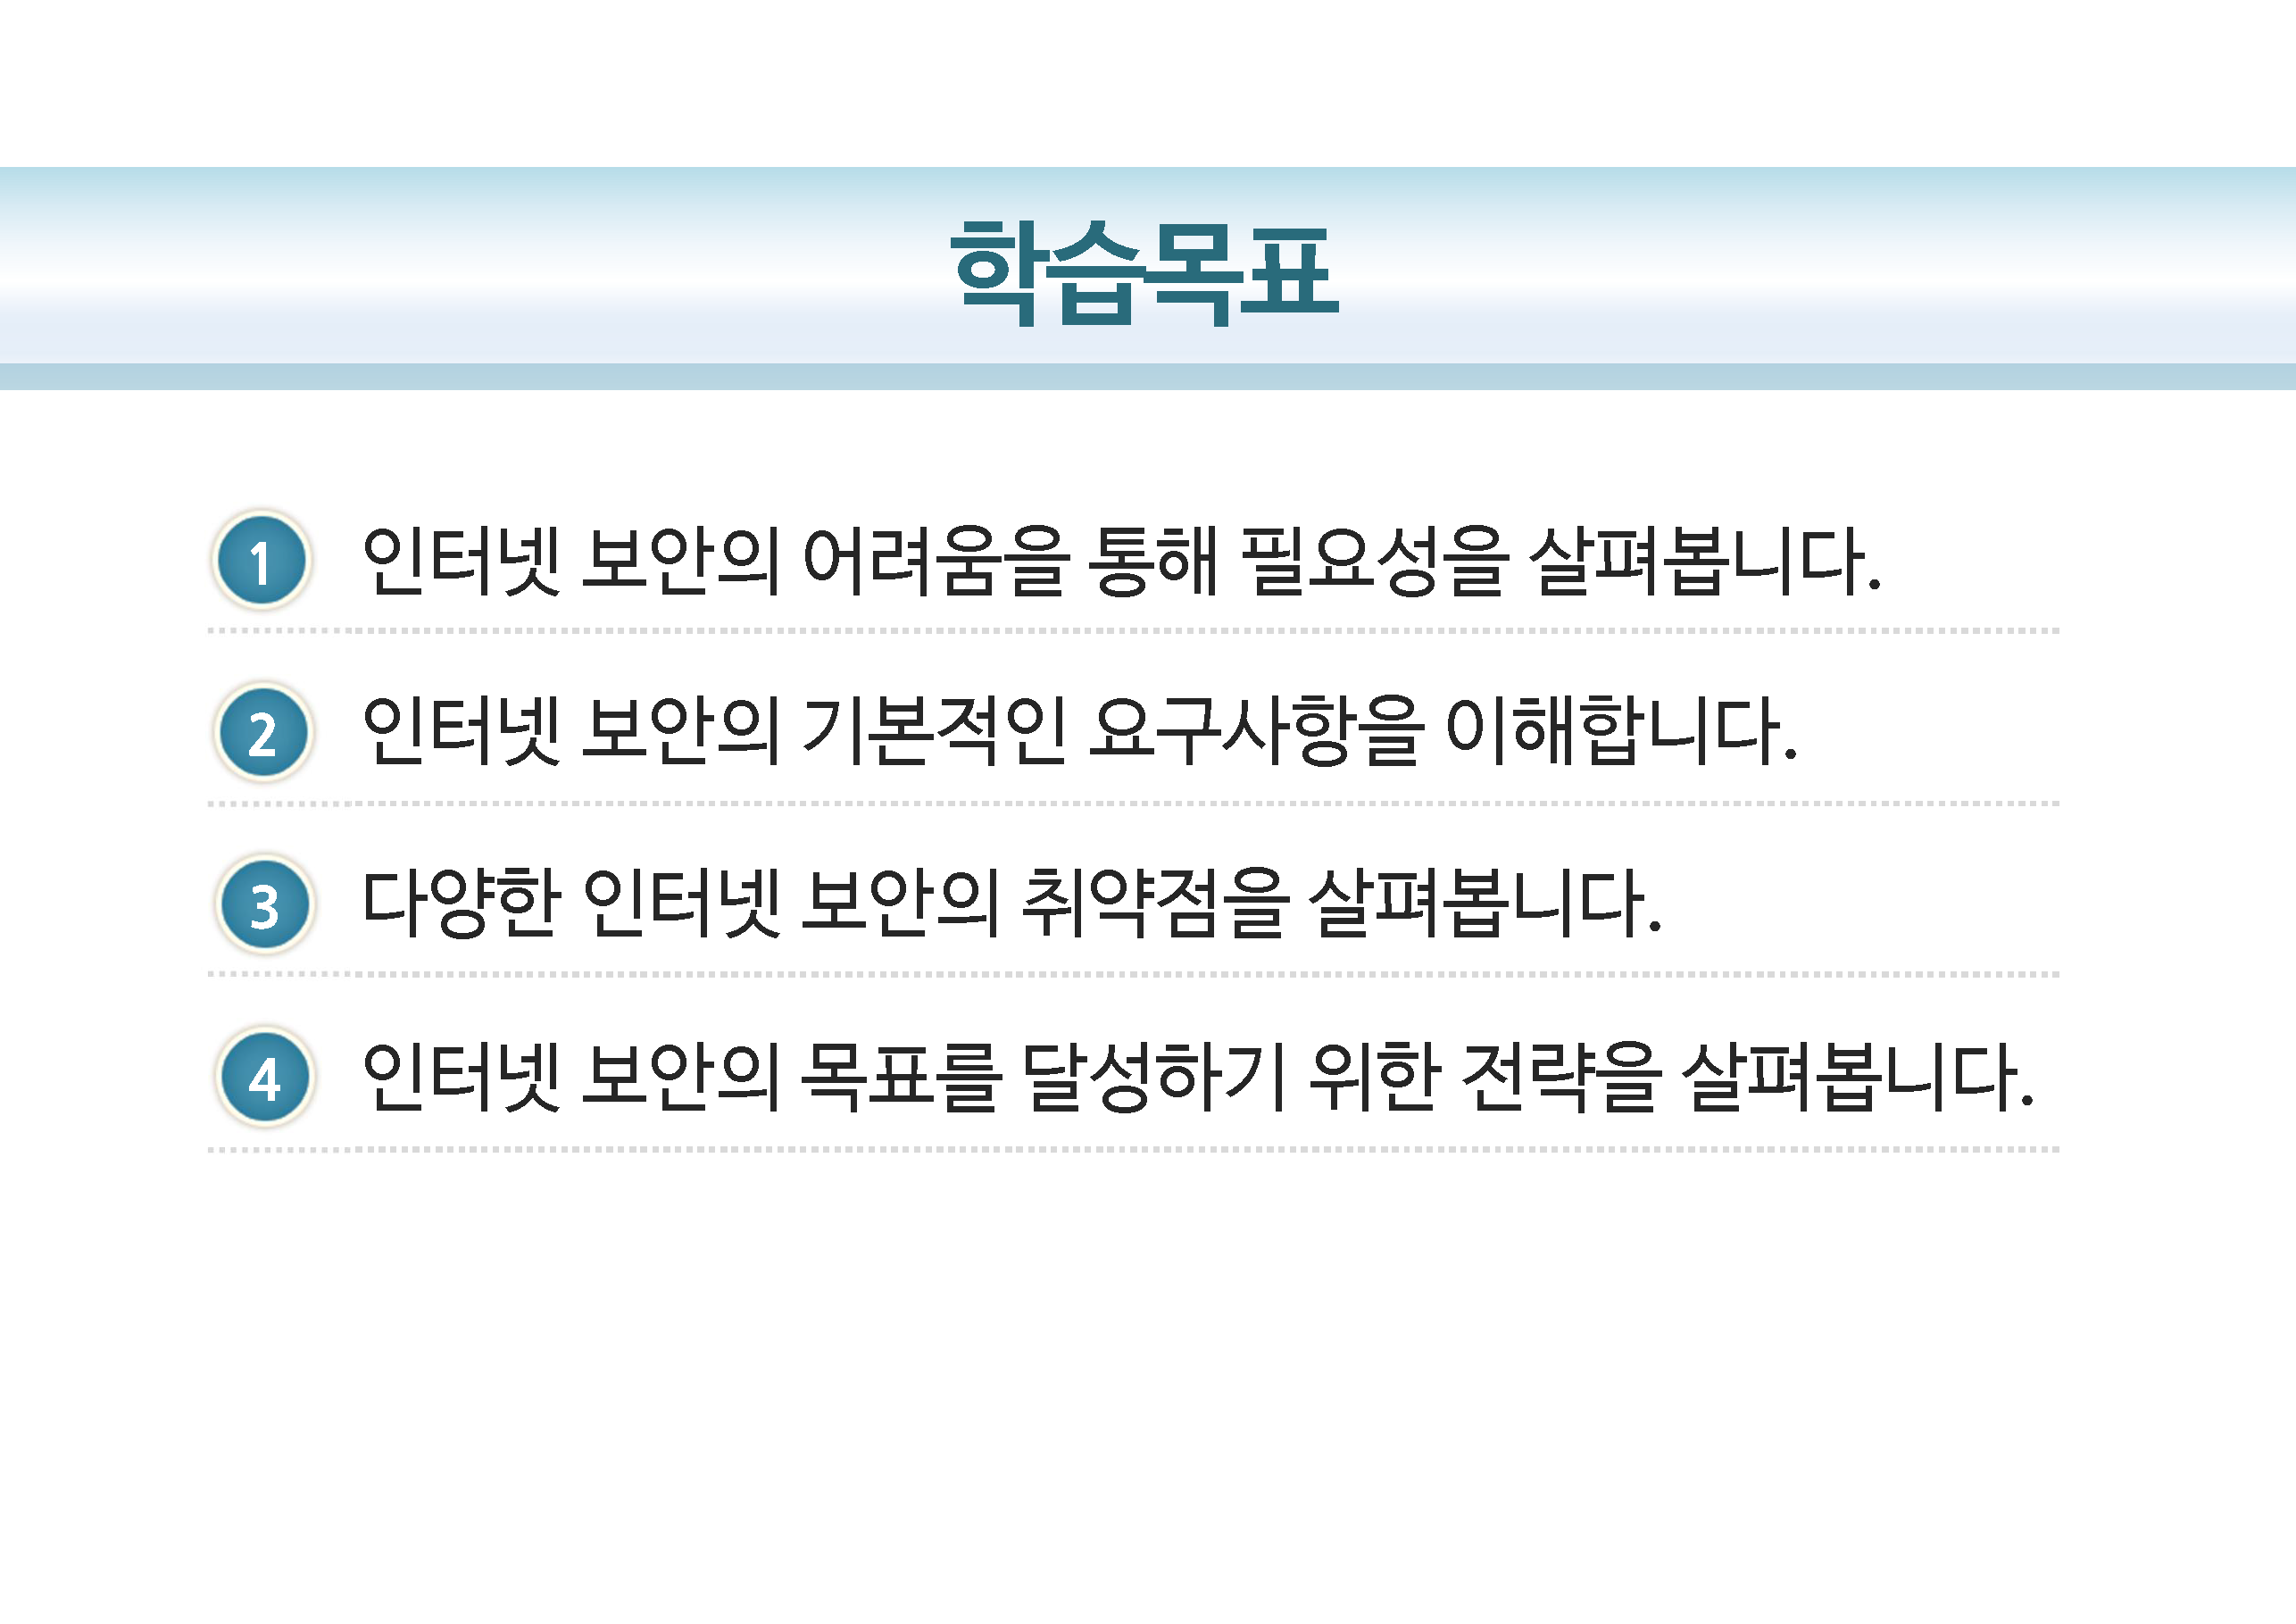 학습목표
1 인터넷 보안의 어려움을 통해 필요성을 살펴봅니다.
2 인터넷 보안의 기본적인 요구사항을 이해합니다.
3 다양한 인터넷 보안의 취약점을 살펴봅니다.
4 인터넷 보안의 목표를 달성하기 위한 전략을 살펴봅니다.